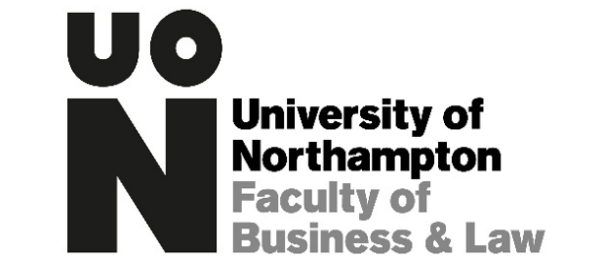 UO
N
University of
Northampton
Faculty of
Business & Law